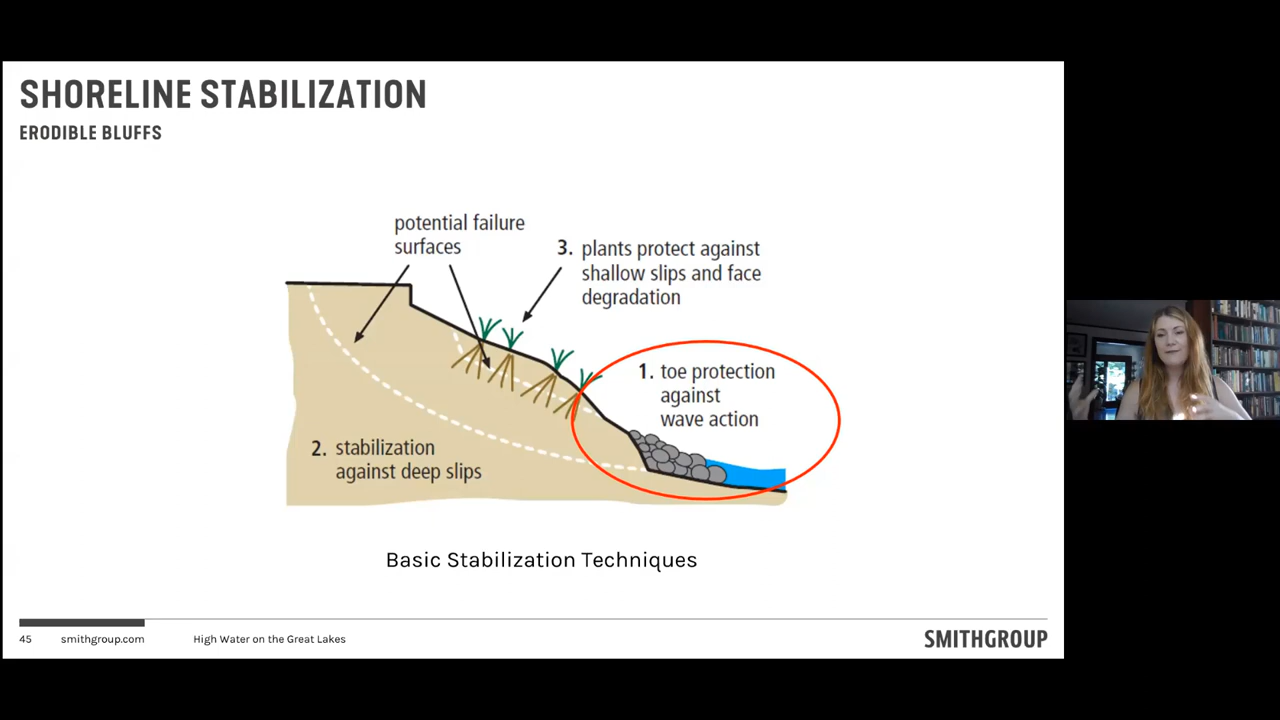 SHORELINE STABILIZATION
ERODIBLE BLUFFS
potential failure
surfaces
3. plants protect against
shallow slips and face
degradation
1. toe protection
against
wave action
2. stabilization
against deep slips
Basic Stabilization Techniques
45 smithgroup.com High Water on the Great Lakes SMITHGROUP